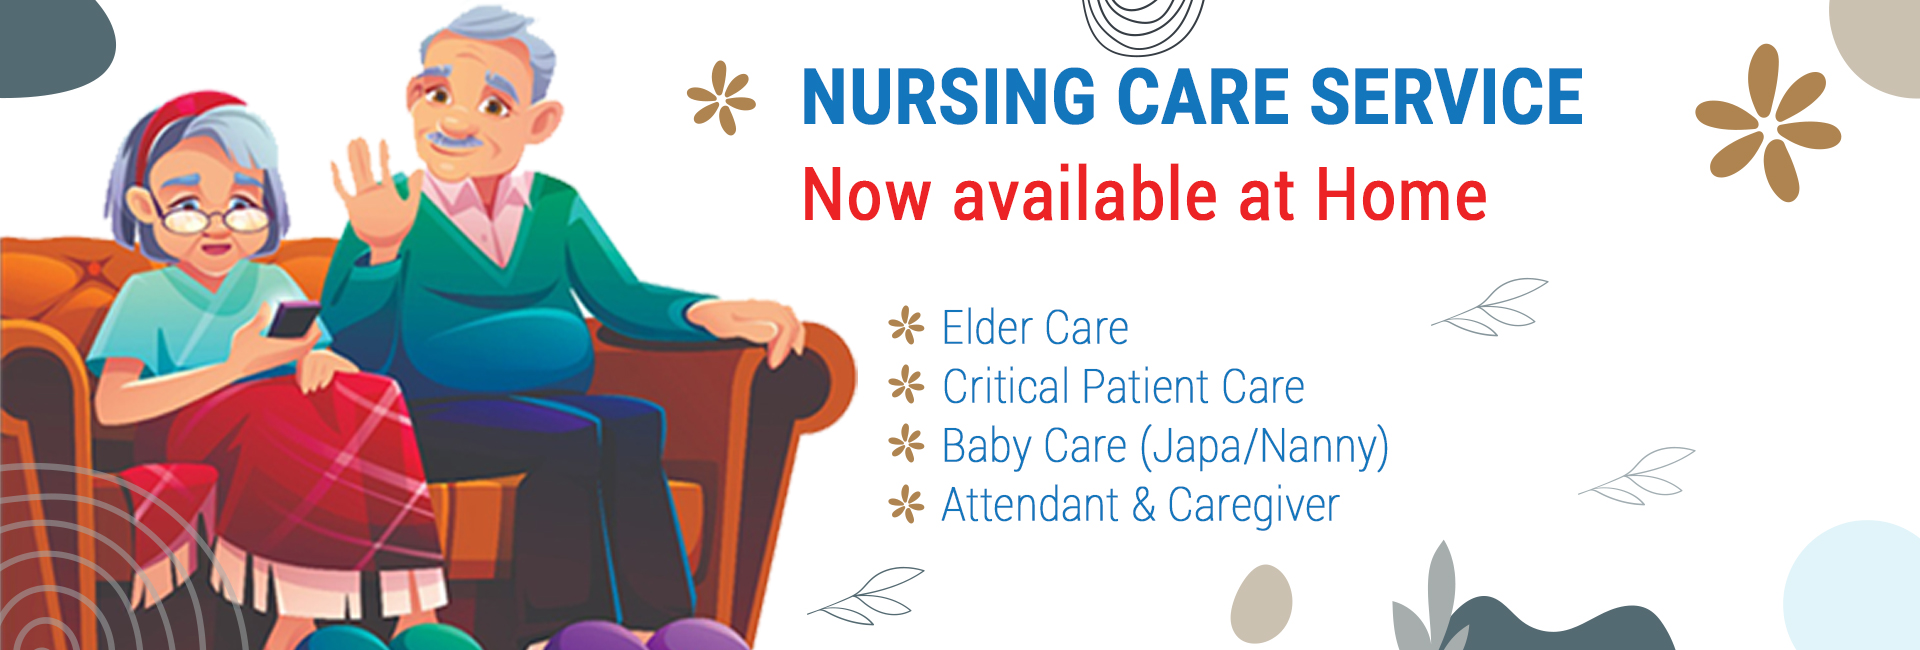 NURSING CARE SERVICE
Now available at Home
Elder Care
Critical Patient Care
Baby Care (Japa/Nanny)
Attendant & Caregiver